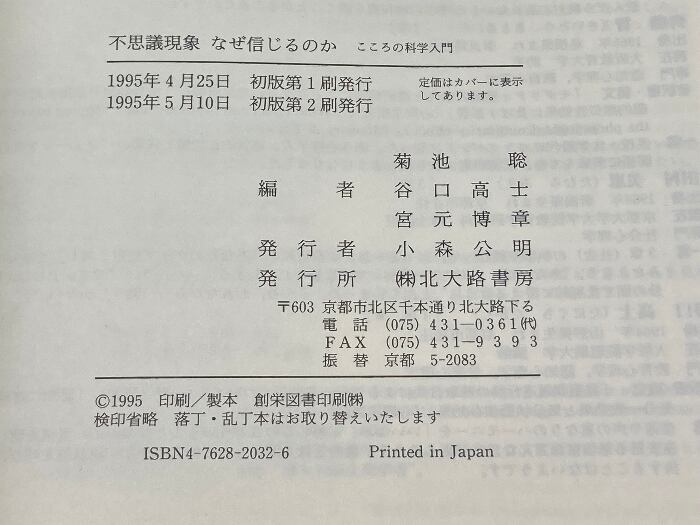 不思議現象 なぜ信じるのか こころの科学入門
1995年4月25日 初版第1刷発行
1995年5月10日 初版第2刷発行
定価はカバーに表示
してあります。
菊池 聡
編者 谷口高士
宮元博章
発行者 小森公明
発行所 ㈱北大路書房
〒603 京都市北区千本通り北大路下る
電話 (075) 431-0361㈹
FAX (075) 431-9393
振替 京都 5-2083
©1995 印刷/製本 創栄図書印刷㈱
検印省略 落丁・乱丁本はお取り替えいたします
ISBN4-7628-2032-6 Printed in Japan